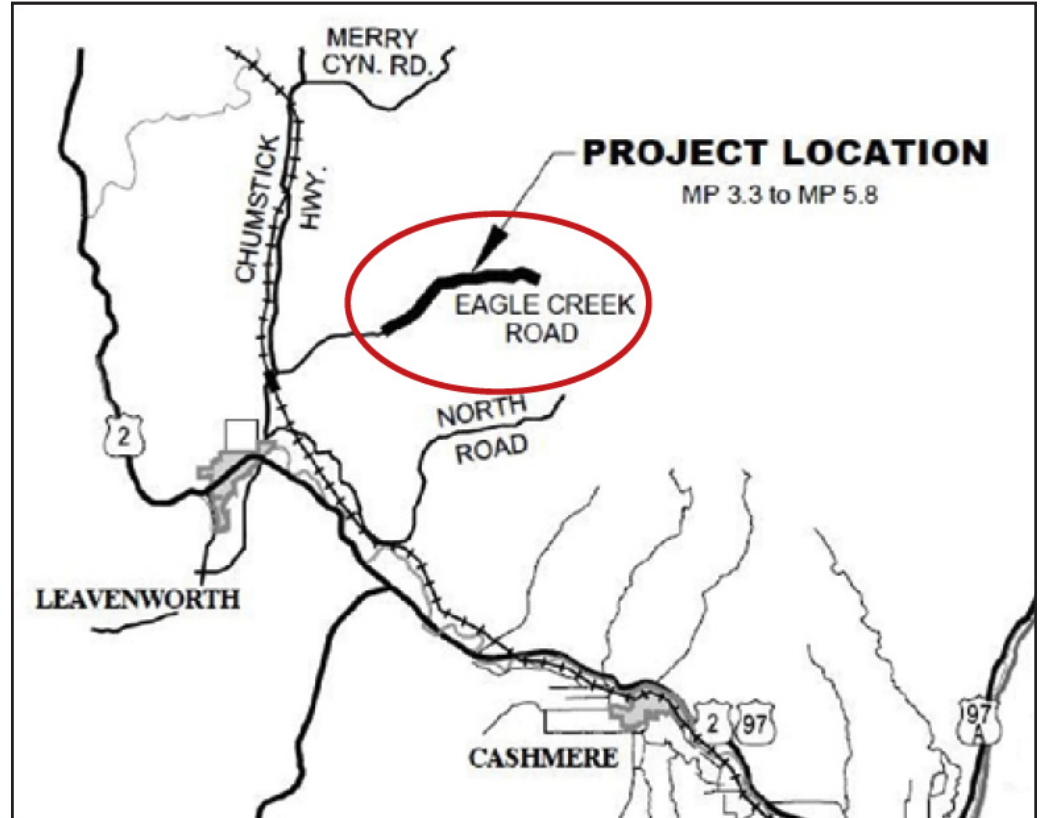 MERRY
CYN. RD.
CHUMSTICK
HWY.
PROJECT LOCATION
MP 3.3 to MP 5.8
EAGLE CREEK
ROAD
NORTH
ROAD
2
LEAVENWORTH
CASHMERE
2
97
97
A